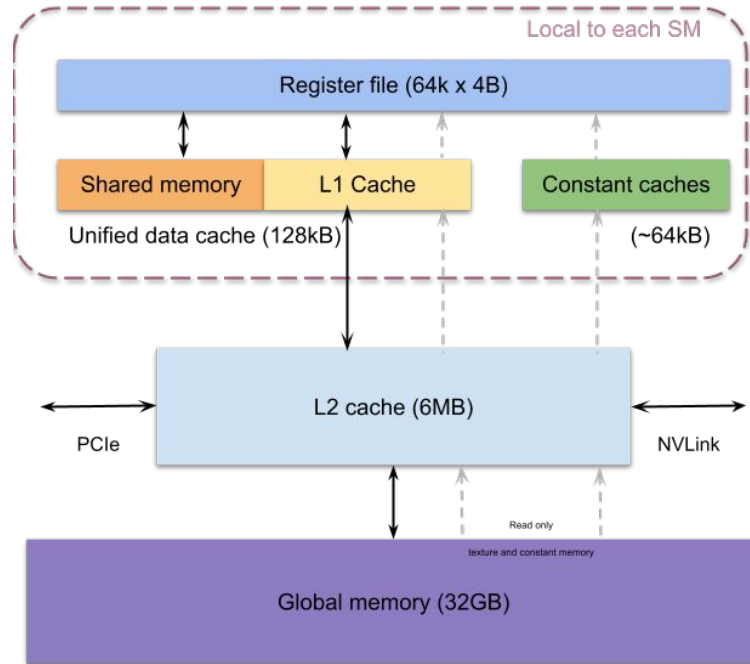 Local to each SM
Register file (64k x 4B)
Shared memory
L1 Cache
Constant caches
Unified data cache (128kB)
(~64kB)
L2 cache (6MB)
PCIe
NVLink
Read only
texture and constant memory
Global memory (32GB)